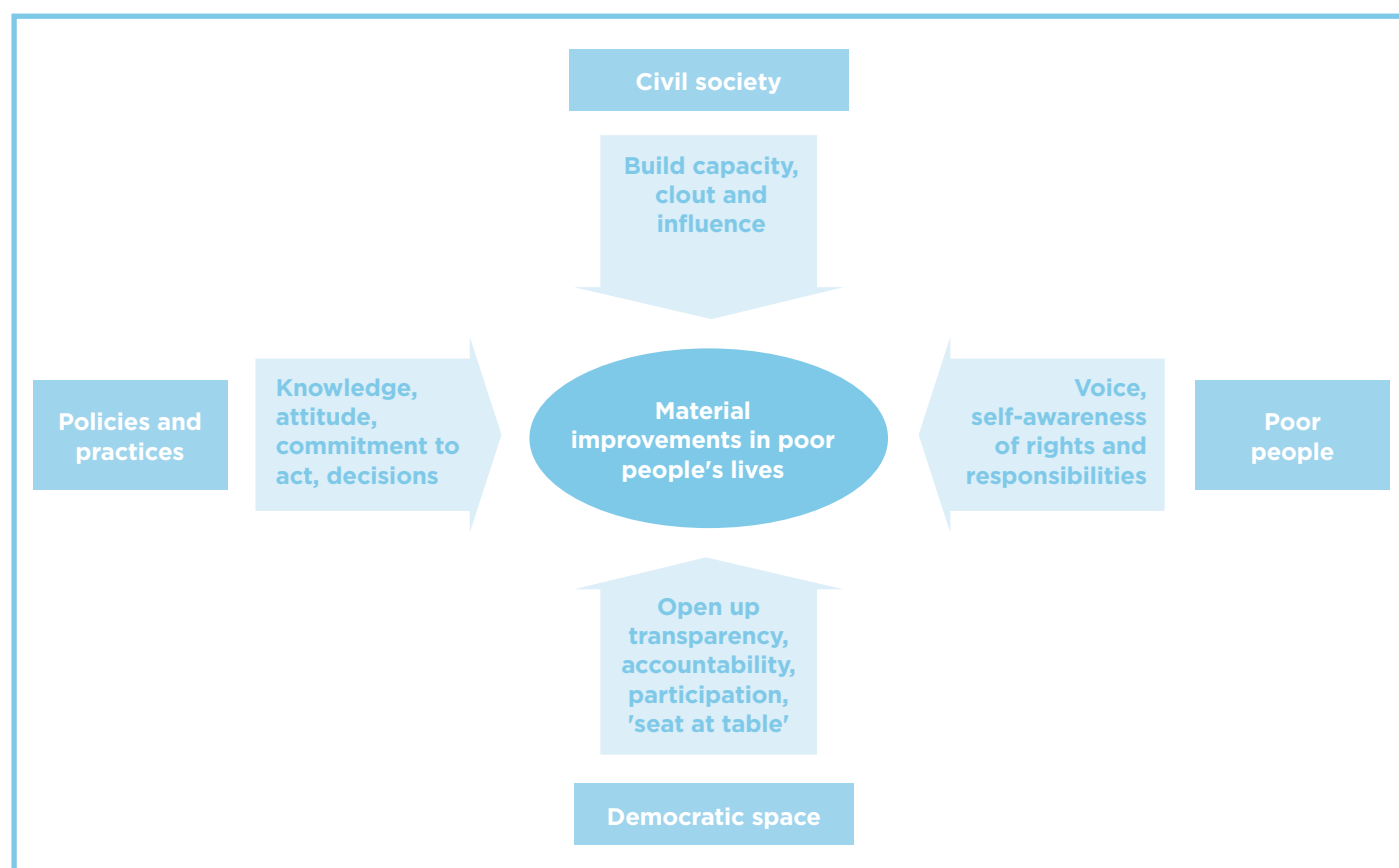 Civil society
Build capacity,
clout and
influence
Policies and
practices
Knowledge,
attitude,
commitment to
act, decisions
Material
improvements in poor
people's lives
Voice,
self-awareness
of rights and
responsibilities
Poor
people
Open up
transparency,
accountability,
participation,
'seat at table'
Democratic space